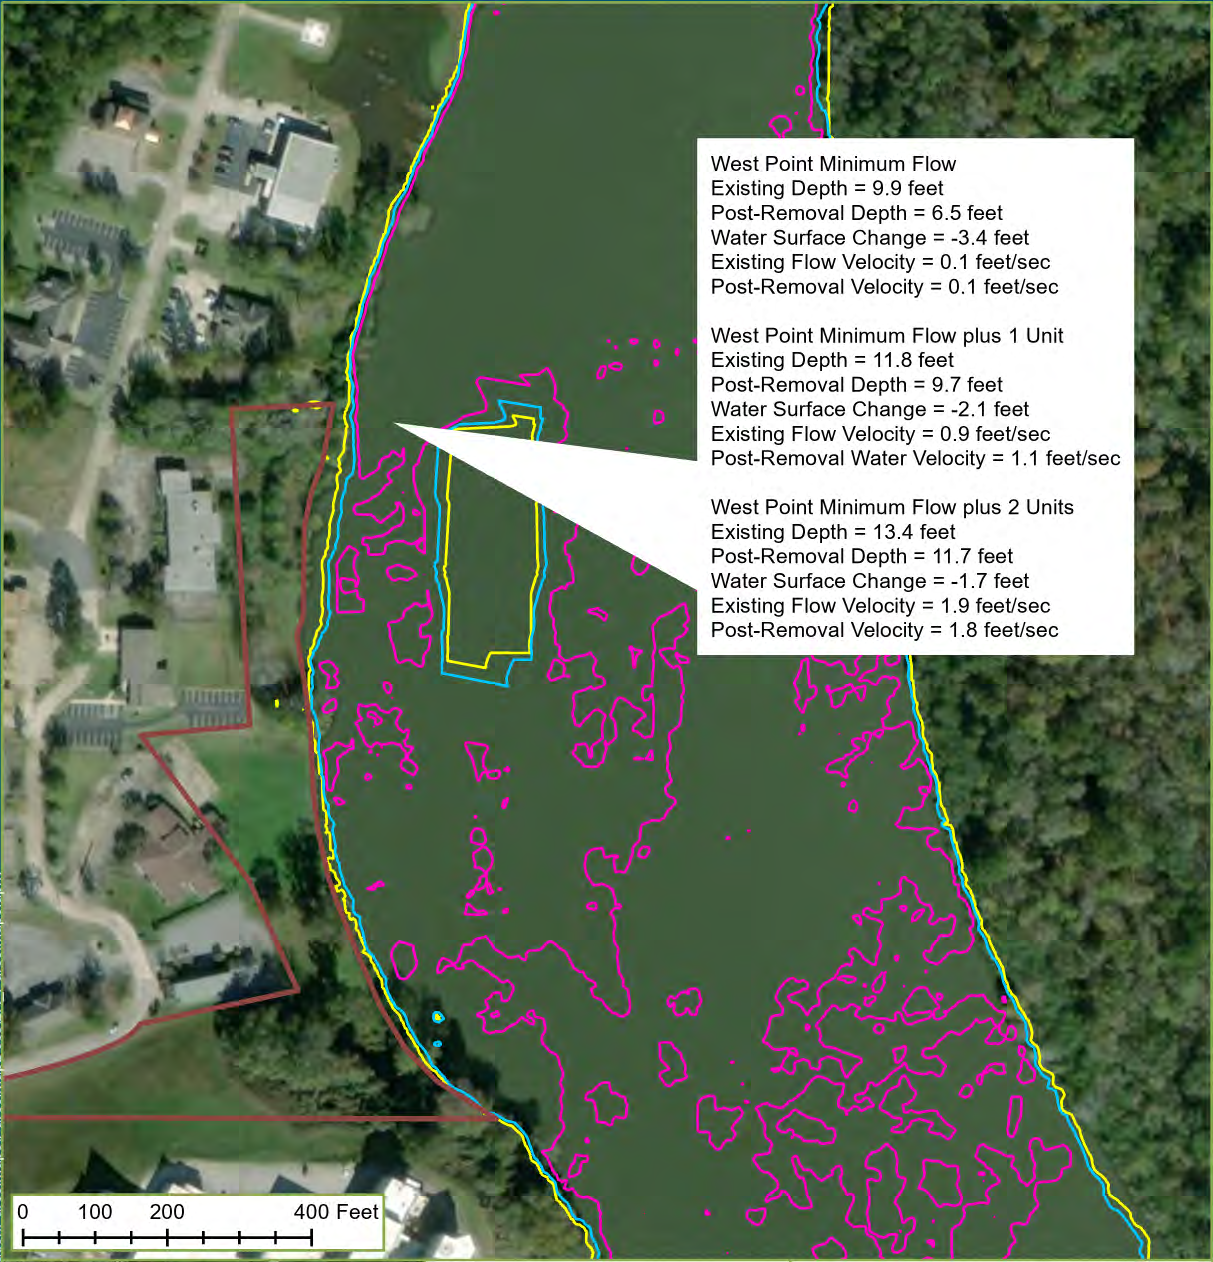 West Point Minimum Flow
Existing Depth = 9.9 feet
Post-Removal Depth = 6.5 feet
Water Surface Change = -3.4 feet
Existing Flow Velocity = 0.1 feet/sec
Post-Removal Velocity = 0.1 feet/sec
West Point Minimum Flow plus 1 Unit
Existing Depth = 11.8 feet
Post-Removal Depth = 9.7 feet
Water Surface Change = -2.1 feet
Existing Flow Velocity = 0.9 feet/sec
Post-Removal Water Velocity = 1.1 feet/sec
West Point Minimum Flow plus 2 Units
Existing Depth = 13.4 feet
Post-Removal Depth = 11.7 feet
Water Surface Change = -1.7 feet
Existing Flow Velocity = 1.9 feet/sec
Post-Removal Velocity = 1.8 feet/sec
0 100 200 400 Feet